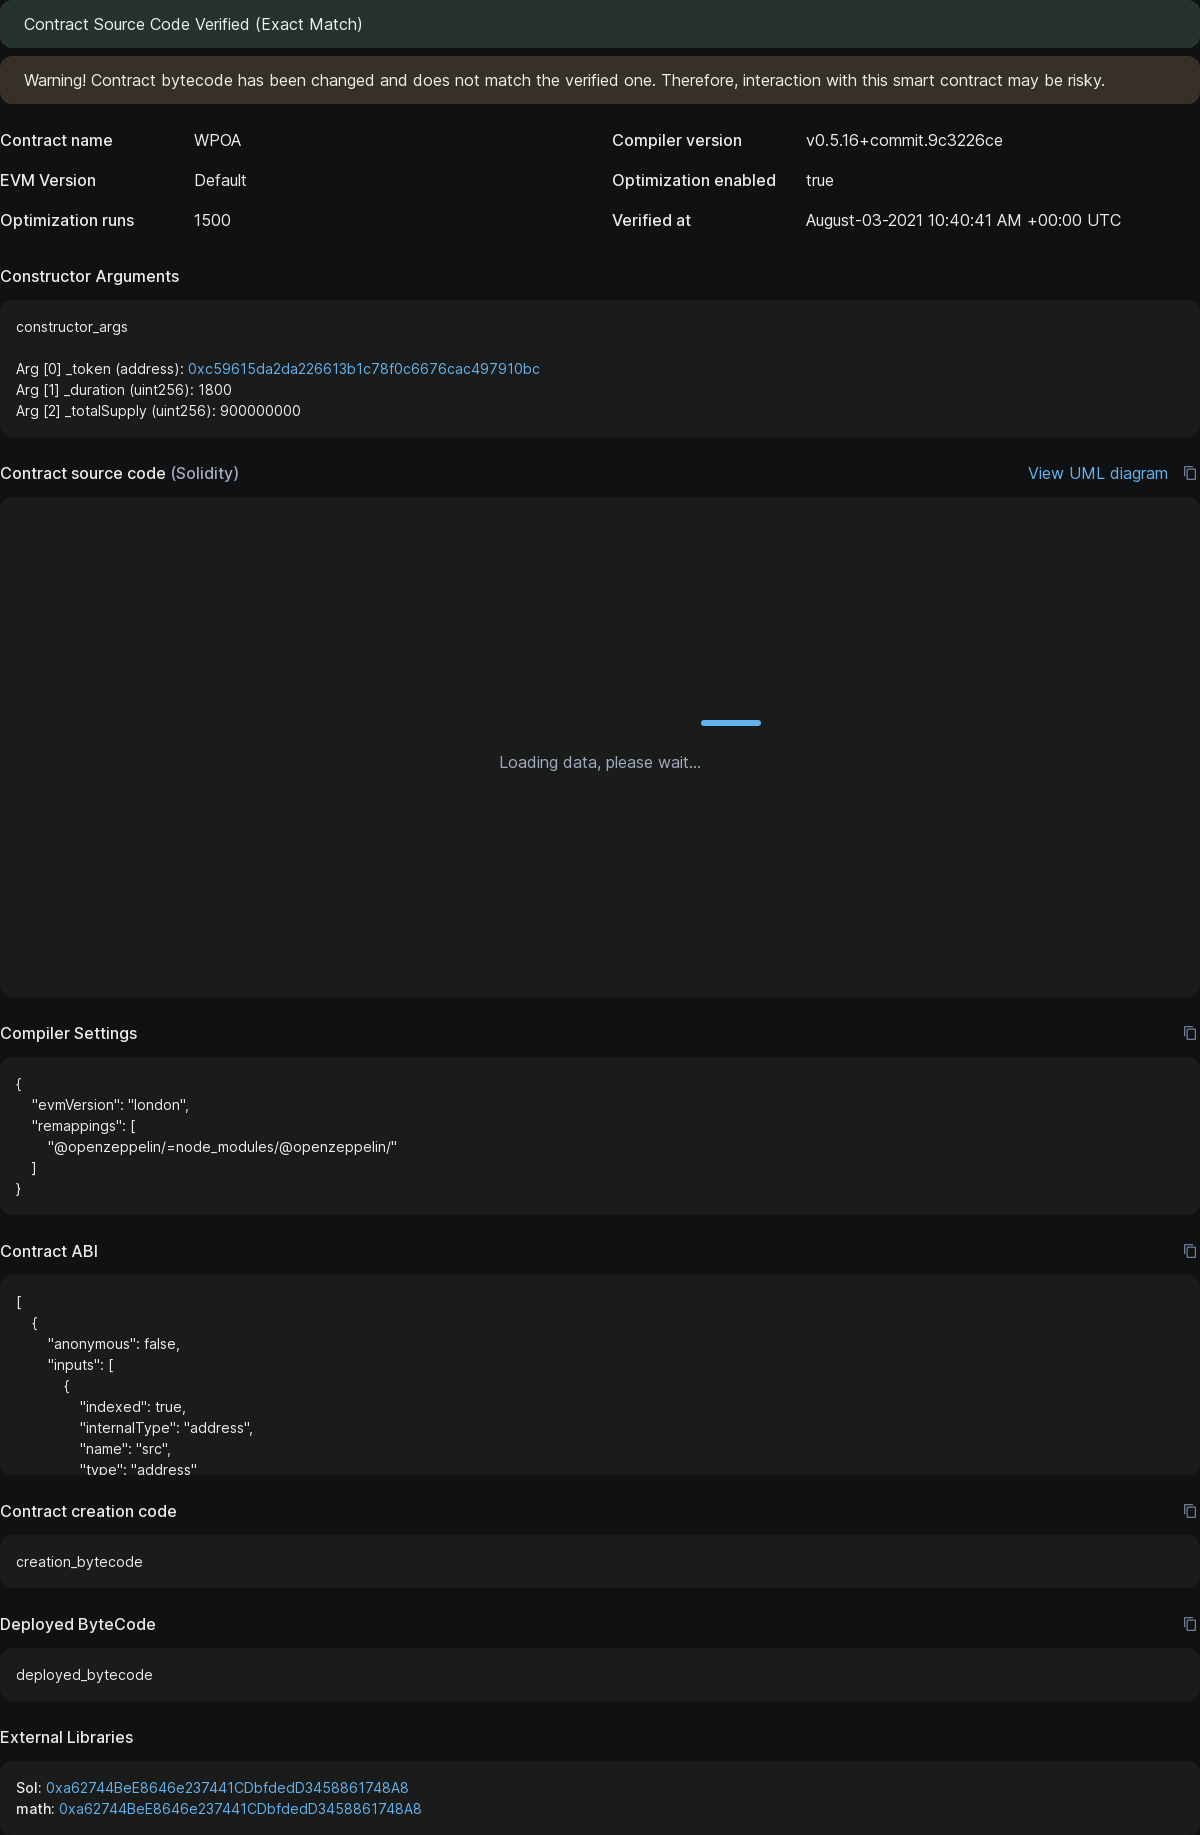 Contract Source Code Verified (Exact Match)
Warning! Contract bytecode has been changed and does not match the verified one. Therefore, interaction with this smart contract may be risky.
Contract name WPOA Compiler version v0.5.16+commit.9c3226ce
EVM Version Default Optimization enabled true
Optimization runs 1500 Verified at August-03-2021 10:40:41 AM +00:00 UTC
Constructor Arguments
constructor_args
Arg [0] _token (address): 0xc59615da2da226613b1c78f0c6676cac497910bc
Arg [1] _duration (uint256): 1800
Arg [2] _totalSupply (uint256): 900000000
Contract source code (Solidity) View UML diagram
Loading data, please wait...
Compiler Settings
{
    "evmVersion": "london",
    "remappings": [
        "@openzeppelin/=node_modules/@openzeppelin/"
    ]
}
Contract ABI
[
    {
        "anonymous": false,
        "inputs": [
            {
                "indexed": true,
                "internalType": "address",
                "name": "src",
                "type": "address"
Contract creation code
creation_bytecode
Deployed ByteCode
deployed_bytecode
External Libraries
Sol: 0xa62744BeE8646e237441CDbfdedD3458861748A8
math: 0xa62744BeE8646e237441CDbfdedD3458861748A8